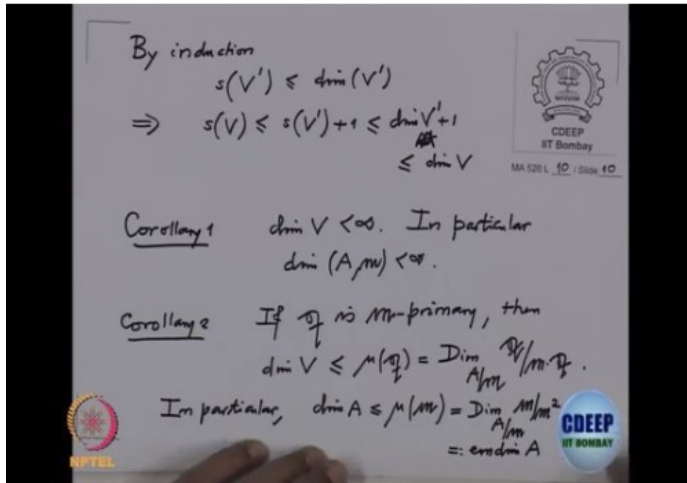 By induction
s(V') ≤ dim(V')
⇒ s(V) ≤ s(V')+1 ≤ dim V'+1
≤ dim V
CDEEP
IIT Bombay
MA 526 L 10 / Slide 10
Corollary 1 dim V < ∞. In particular
dim (A, m) < ∞.
Corollary 2 If q is m-primary, then
dim V ≤ μ(q) = Dim_{A/m} q/m·q.
In particular, dim A ≤ μ(m) = Dim_{A/m} m/m²
=: emdim A
NPTEL
CDEEP
IIT BOMBAY